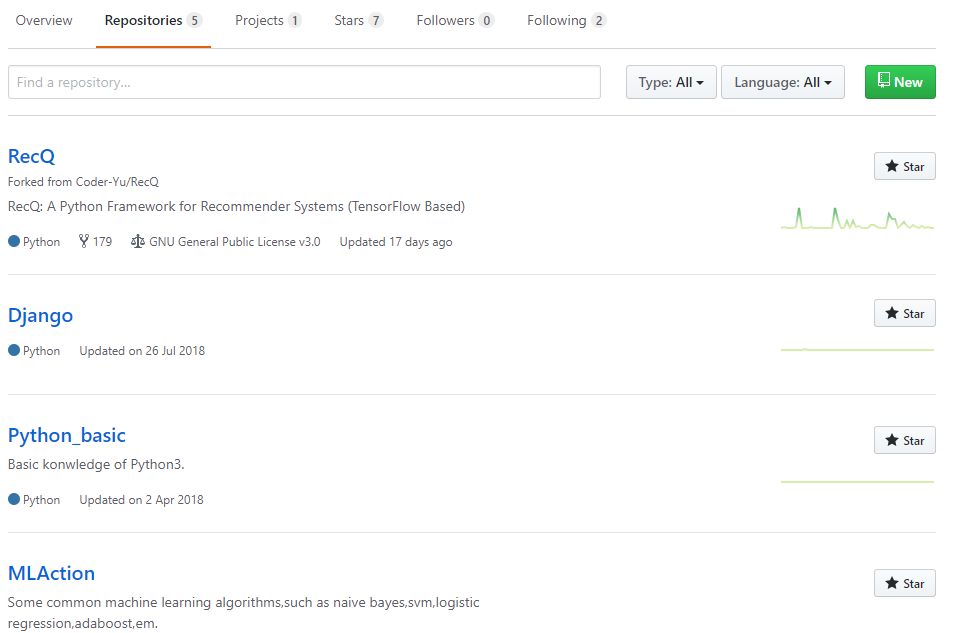 Overview Repositories 5 Projects 1 Stars 7 Followers 0 Following 2
Find a repository... Type: All Language: All New
RecQ
Star
Forked from Coder-Yu/RecQ
RecQ: A Python Framework for Recommender Systems (TensorFlow Based)
Python 179 GNU General Public License v3.0 Updated 17 days ago
Django
Star
Python Updated on 26 Jul 2018
Python_basic
Star
Basic konwledge of Python3.
Python Updated on 2 Apr 2018
MLAction
Star
Some common machine learning algorithms,such as naive bayes,svm,logistic
regression,adaboost,em.